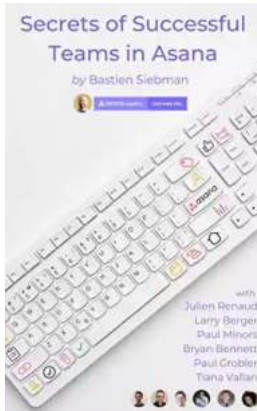 Secrets of Successful
Teams in Asana
by Bastien Siebman
asana
with
Julien Renaud
Larry Berger
Paul Minors
Bryan Bennett
Paul Grobler
Tiana Vallan